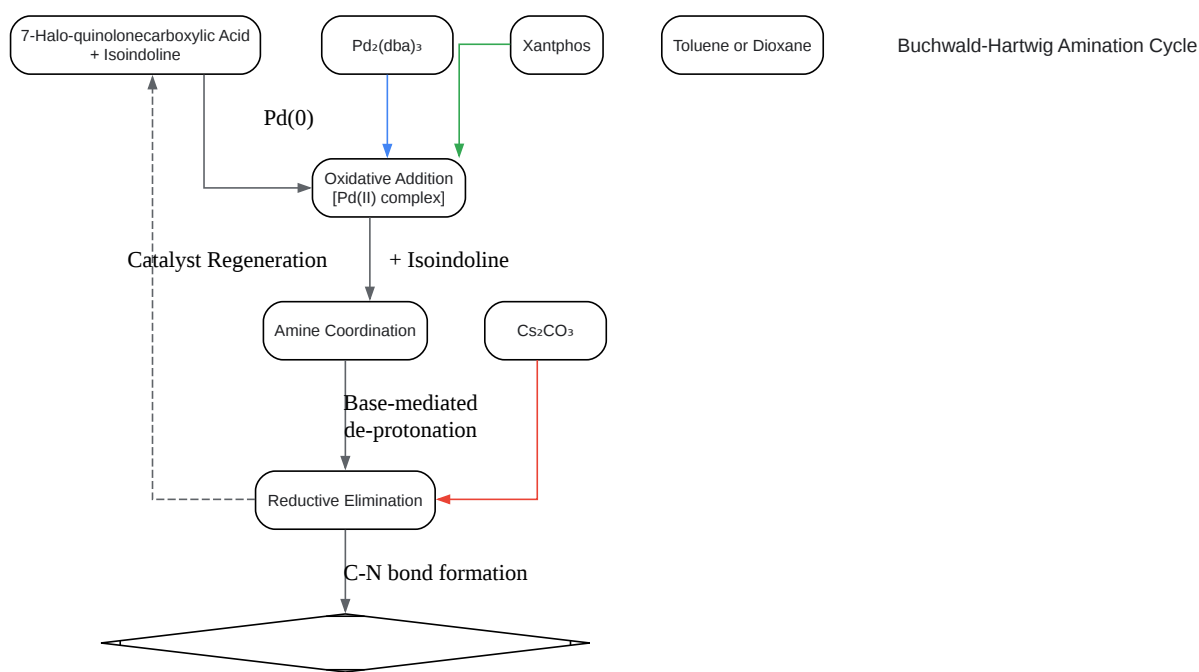 7-Halo-quinolonecarboxylic Acid
+ Isoindoline
Pd₂(dba)₃
Xantphos
Toluene or Dioxane
Buchwald-Hartwig Amination Cycle
Pd(0)
Oxidative Addition
[Pd(II) complex]
Catalyst Regeneration
+ Isoindoline
Amine Coordination
Cs₂CO₃
Base-mediated
de-protonation
Reductive Elimination
C-N bond formation